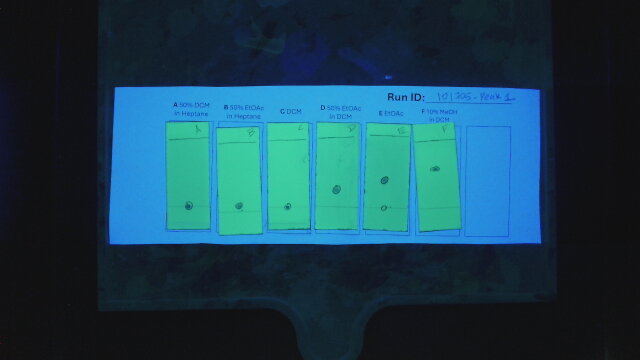 Run ID: 101705-Peak 1
A 50% DCM
in Heptane
B 50% EtOAc
in Heptane
C DCM
D 50% EtOAc
in DCM
E EtOAc
F 10% MeOH
in DCM
A
B
C
D
E
F